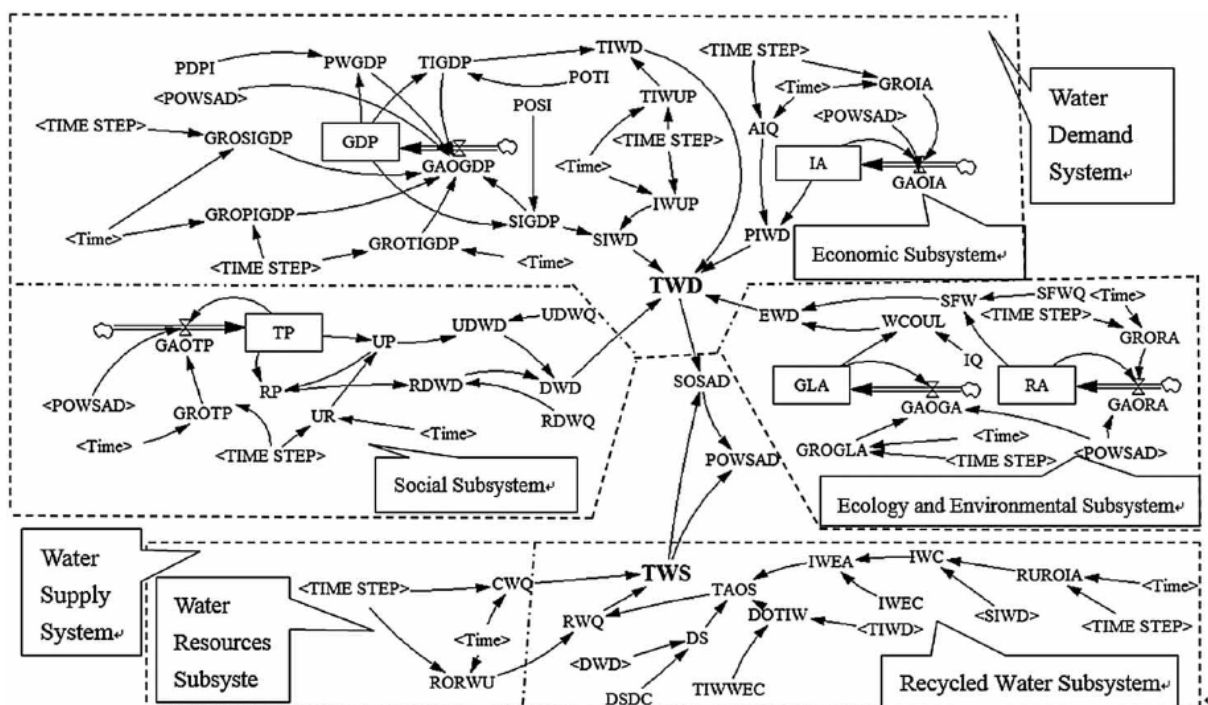 PDPI
PWGDP
TIGDP
TIWD
POTI
<POWSAD>
POSI
TIWUP
<TIME STEP>
GROSIGDP
GDP
GAOGDP
<TIME STEP>
<Time>
IWUP
GROPIGDP
<Time>
SIGDP
SIWD
GROTIGDP
<TIME STEP>
<Time>
<TIME STEP>
<Time>
GROIA
<POWSAD>
AIQ
IA
GAOIA
PIWD
Economic Subsystem
Water
Demand
System
TWD
GAOTP
TP
UP
UDWD
UDWQ
RP
RDWD
DWD
RDWQ
<POWSAD>
GROTP
UR
<Time>
<TIME STEP>
<Time>
Social Subsystem
SOSAD
POWSAD
EWD
SFW
SFWQ
<Time>
<TIME STEP>
WCOUL
GRORA
IQ
GLA
RA
GAOGA
GAORA
GROGLA
<Time>
<TIME STEP>
<POWSAD>
Ecology and Environmental Subsystem
Water
Supply
System
Water
Resources
Subsyste
<TIME STEP>
CWQ
TWS
<Time>
RORWU
RWQ
TAOS
IWEA
IWC
RUROIA
<Time>
IWEC
<SIWD>
<TIME STEP>
DS
DOTIW
<TIWD>
<DWD>
DSDC
TIWWEC
Recycled Water Subsystem